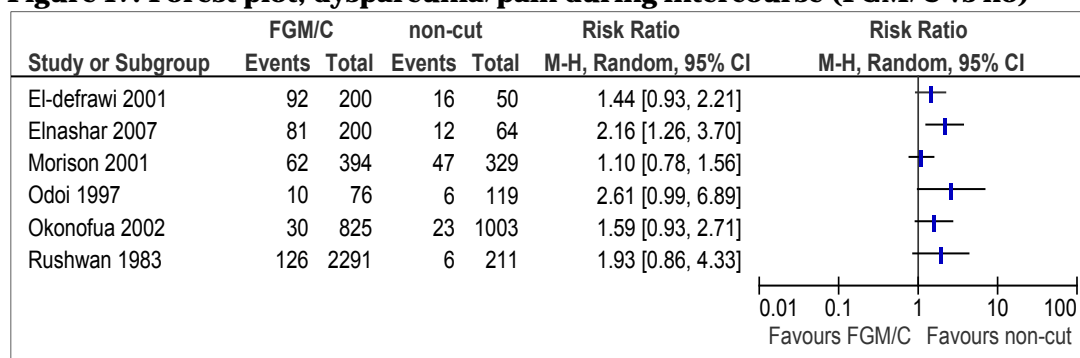 Figure 17: Forest plot, dyspareunia/pain during intercourse (FGM/C vs no)
FGM/C non-cut Risk Ratio Risk Ratio
Study or Subgroup Events Total Events Total M-H, Random, 95% CI M-H, Random, 95% CI
El-defrawi 2001 92 200 16 50 1.44 [0.93, 2.21]
Elnashar 2007 81 200 12 64 2.16 [1.26, 3.70]
Morison 2001 62 394 47 329 1.10 [0.78, 1.56]
Odoi 1997 10 76 6 119 2.61 [0.99, 6.89]
Okonofua 2002 30 825 23 1003 1.59 [0.93, 2.71]
Rushwan 1983 126 2291 6 211 1.93 [0.86, 4.33]
0.01 0.1 1 10 100
Favours FGM/C Favours non-cut